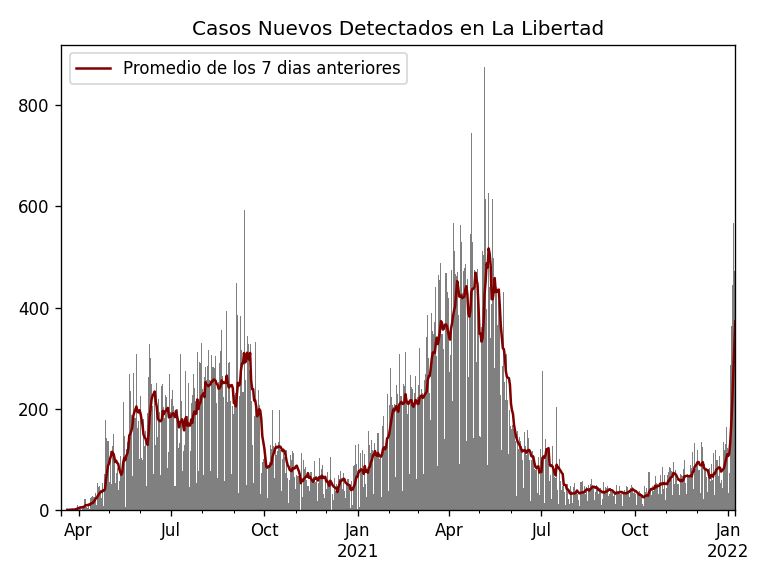 Casos Nuevos Detectados en La Libertad
Promedio de los 7 dias anteriores
800
600
400
200
0
Apr Jul Oct Jan Apr Jul Oct Jan
2021 2022